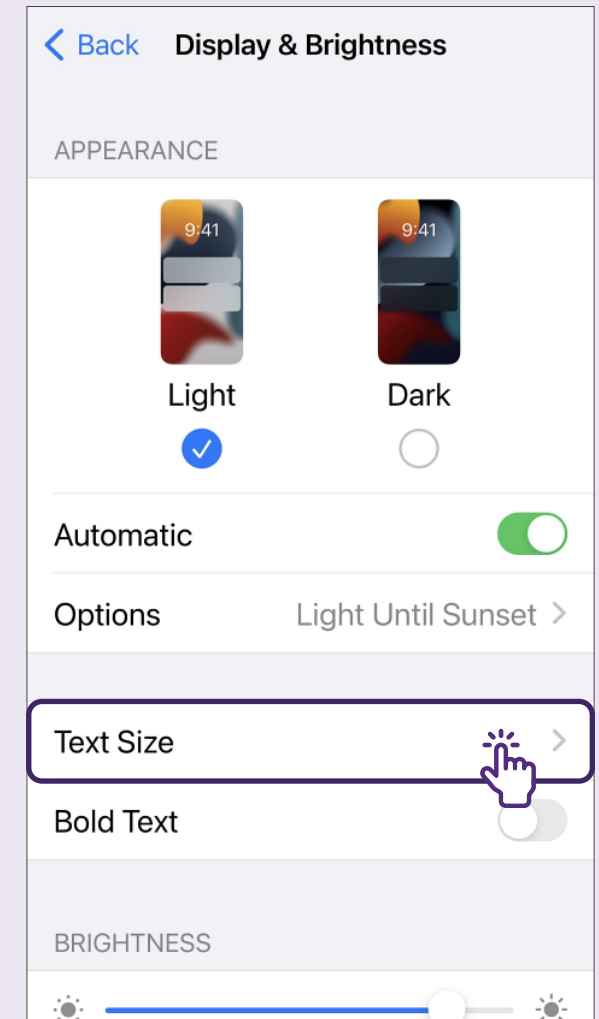 Back Display & Brightness
APPEARANCE
9:41 9:41
Light Dark
Automatic
Options Light Until Sunset
Text Size
Bold Text
BRIGHTNESS